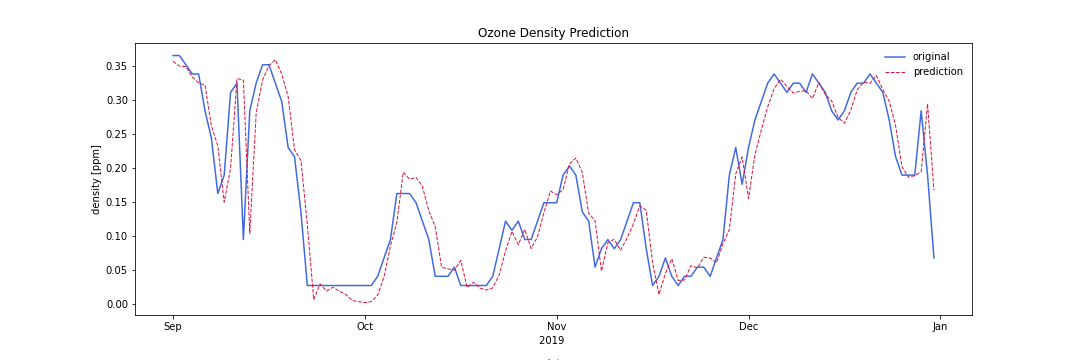 Ozone Density Prediction
original
prediction
density [ppm]
0.35
0.30
0.25
0.20
0.15
0.10
0.05
0.00
Sep
Oct
Nov
Dec
Jan
2019